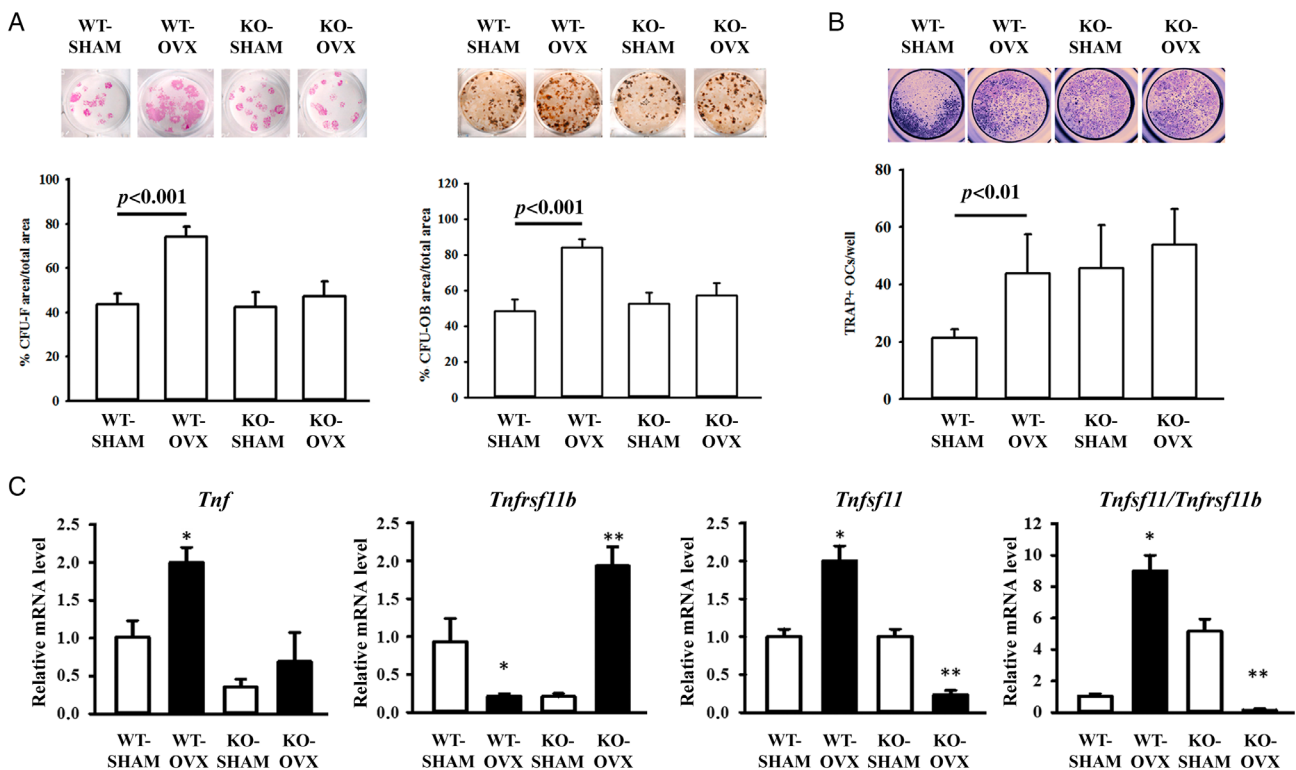 A
WT-
SHAM
WT-
OVX
KO-
SHAM
KO-
OVX
% CFU-F area/total area
100
80
60
40
20
0
p<0.001
WT-
SHAM
WT-
OVX
KO-
SHAM
KO-
OVX
WT-
SHAM
WT-
OVX
KO-
SHAM
KO-
OVX
% CFU-OB area/total area
120
100
80
60
40
20
0
p<0.001
WT-
SHAM
WT-
OVX
KO-
SHAM
KO-
OVX
B
WT-
SHAM
WT-
OVX
KO-
SHAM
KO-
OVX
TRAP+ OCs/well
80
60
40
20
0
p<0.01
WT-
SHAM
WT-
OVX
KO-
SHAM
KO-
OVX
C
Tnf
Relative mRNA level
2.5
2.0
1.5
1.0
0.5
0.0
*
WT-
SHAM
WT-
OVX
KO-
SHAM
KO-
OVX
Tnfrsf11b
Relative mRNA level
2.5
2.0
1.5
1.0
0.5
0.0
*
**
WT-
SHAM
WT-
OVX
KO-
SHAM
KO-
OVX
Tnfsf11
Relative mRNA level
2.5
2.0
1.5
1.0
0.5
0.0
*
**
WT-
SHAM
WT-
OVX
KO-
SHAM
KO-
OVX
Tnfsf11/Tnfrsf11b
Relative mRNA level
12
10
8
6
4
2
0
*
**
WT-
SHAM
WT-
OVX
KO-
SHAM
KO-
OVX